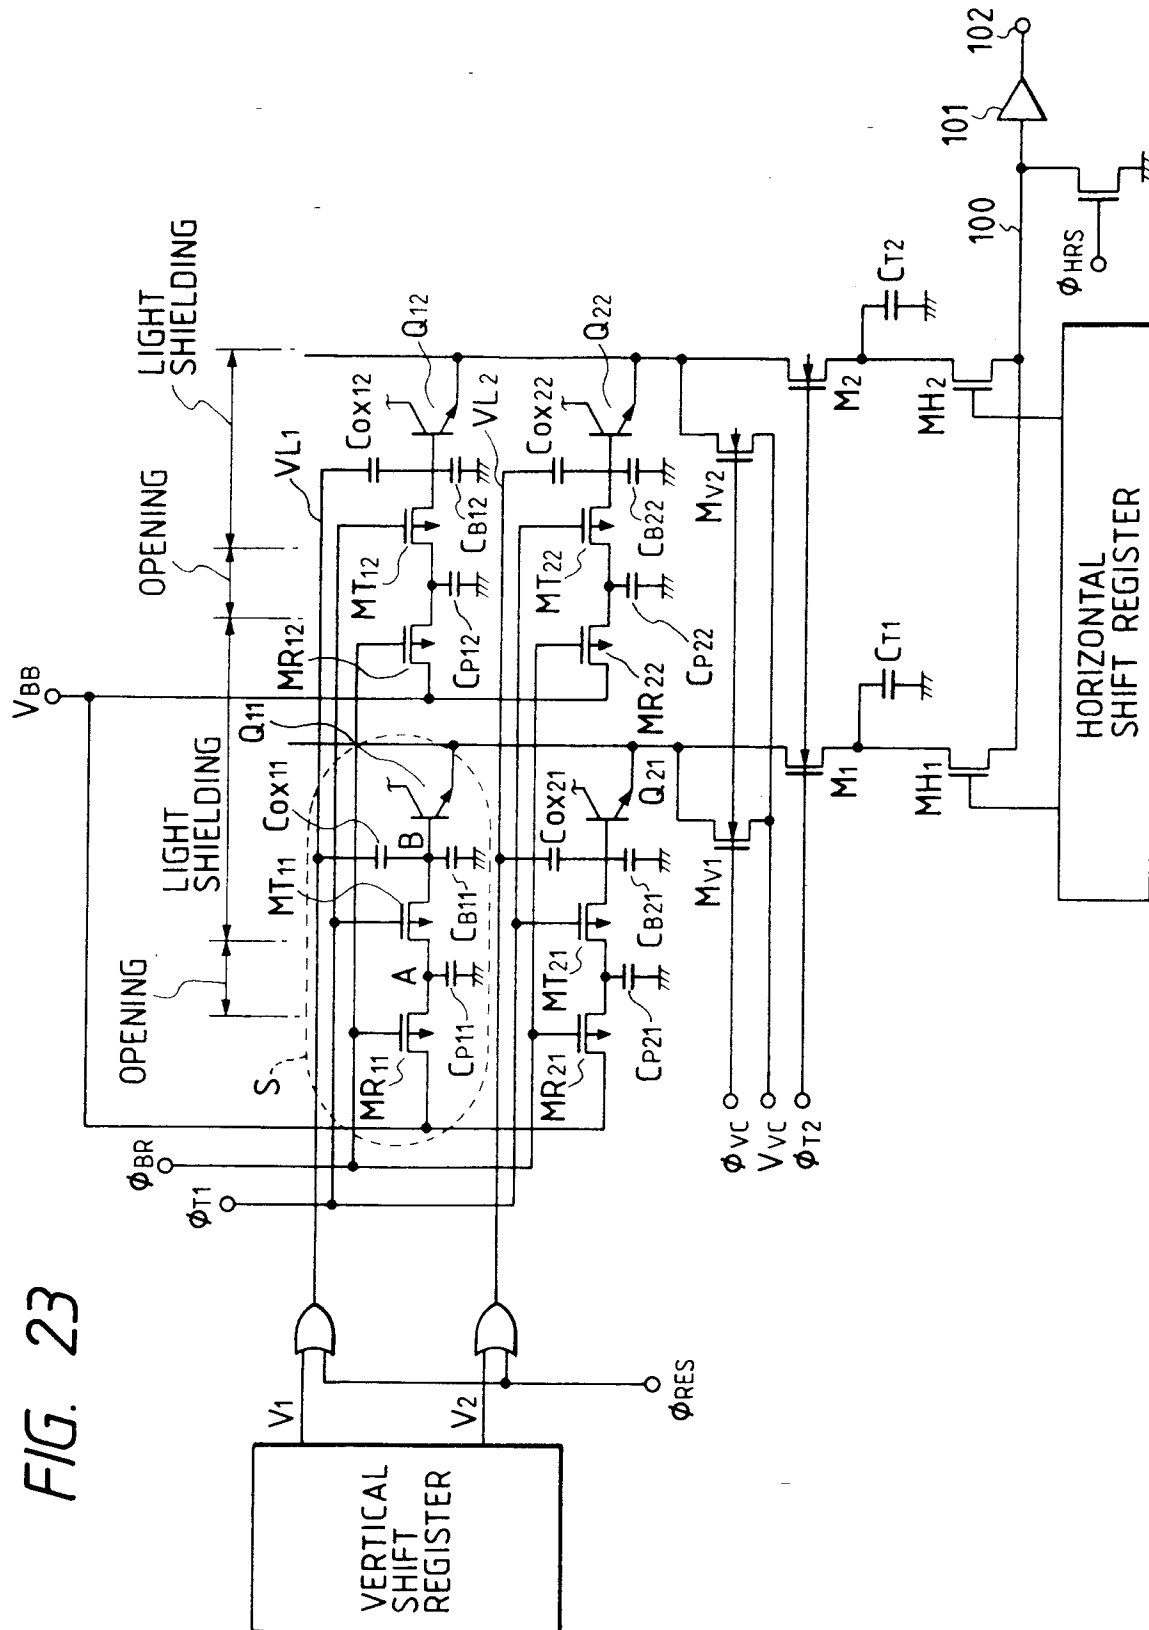 FIG. 23
VERTICAL
SHIFT
REGISTER
V1
V2
ΦRES
ΦT1
ΦBR
VBB
S
OPENING
LIGHT
SHIELDING
OPENING
LIGHT
SHIELDING
MR11
A
CP11
MT11
COX11
B
CB11
Q11
MR12
CP12
MT12
COX12
CB12
Q12
VL1
VL2
MR21
CP21
MT21
COX21
CB21
Q21
MR22
CP22
MT22
COX22
CB22
Q22
ΦVC
VVC
ΦT2
MV1
MV2
M1
M2
CT1
CT2
MH1
MH2
HORIZONTAL
SHIFT REGISTER
ΦHRS
100
101
102